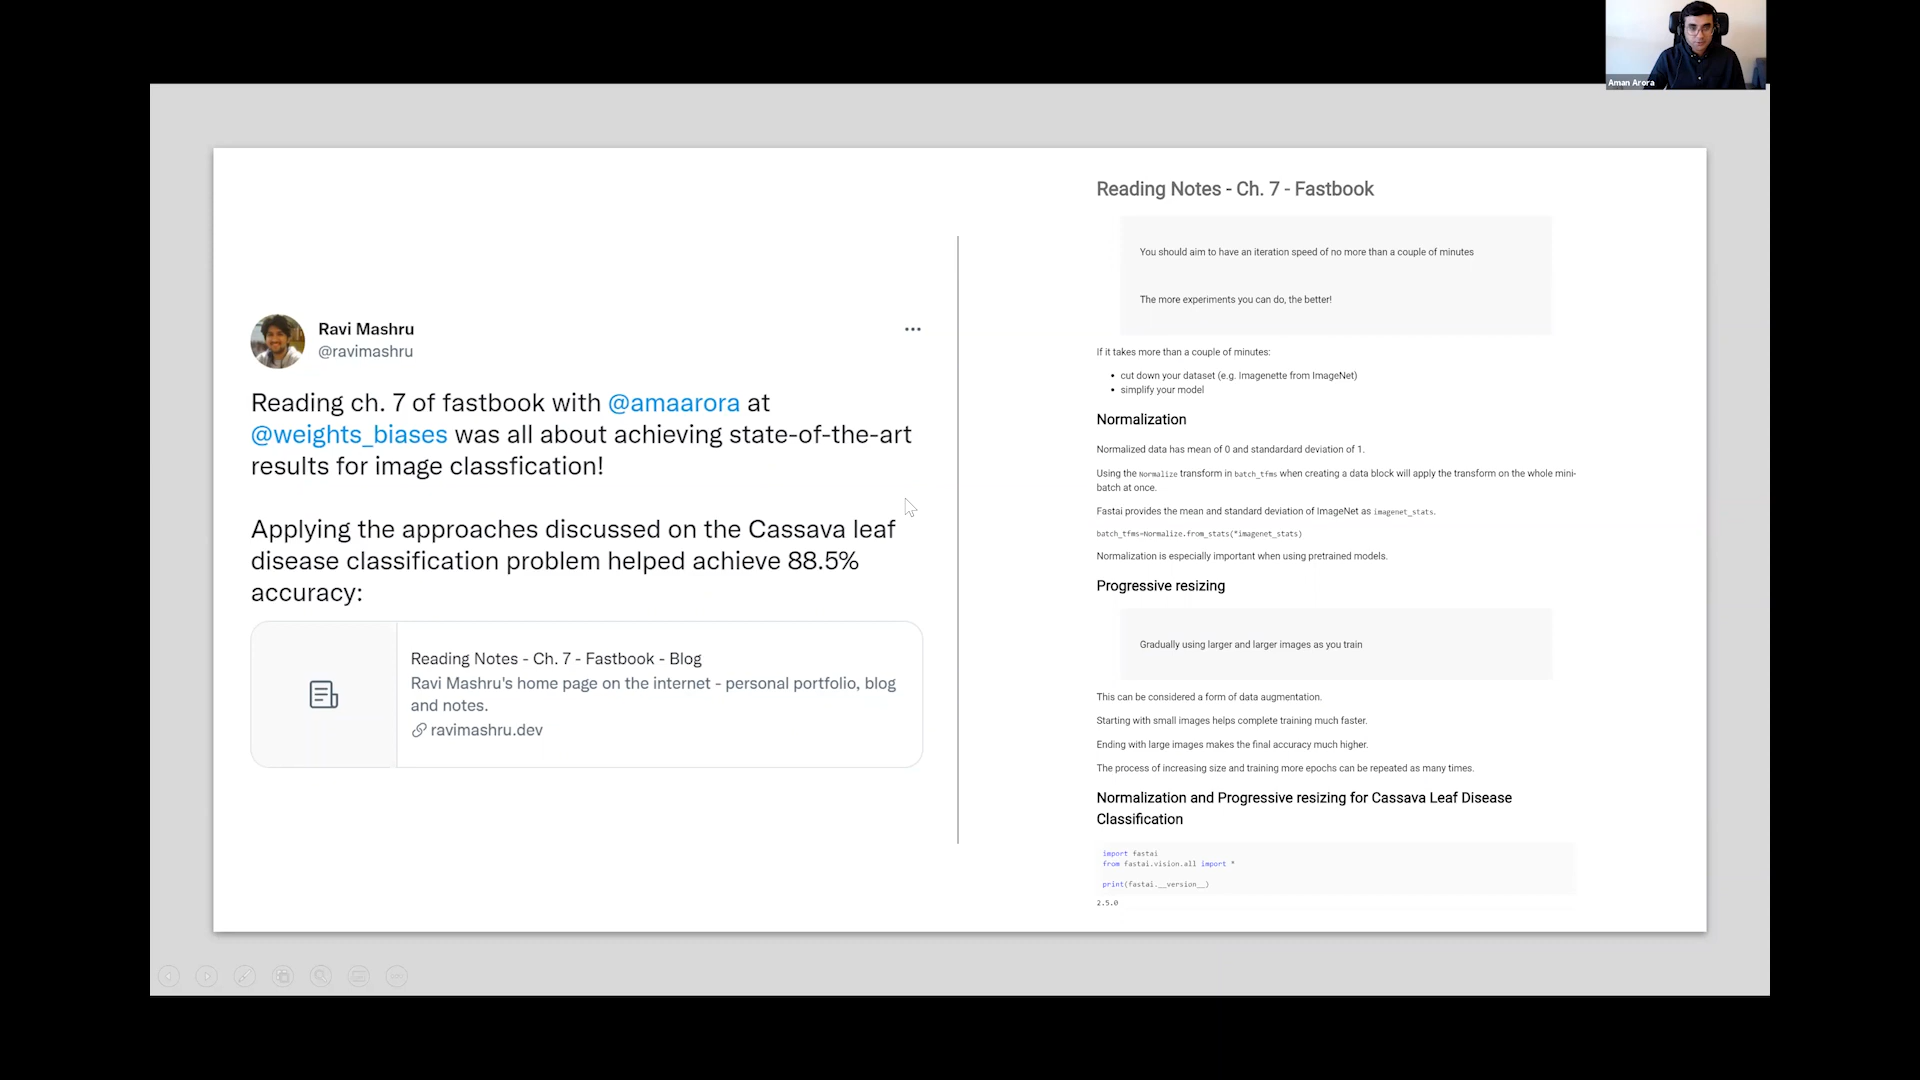 Aman Arora
Ravi Mashru
@ravimashru
Reading ch. 7 of fastbook with @amaarora at
@weights_biases was all about achieving state-of-the-art
results for image classfication!
Applying the approaches discussed on the Cassava leaf
disease classification problem helped achieve 88.5%
accuracy:
Reading Notes - Ch. 7 - Fastbook - Blog
Ravi Mashru's home page on the internet - personal portfolio, blog
and notes.
ravimashru.dev
Reading Notes - Ch. 7 - Fastbook
You should aim to have an iteration speed of no more than a couple of minutes
The more experiments you can do, the better!
If it takes more than a couple of minutes:
• cut down your dataset (e.g. Imagenette from ImageNet)
• simplify your model
Normalization
Normalized data has mean of 0 and standardard deviation of 1.
Using the Normalize transform in batch_tfms when creating a data block will apply the transform on the whole mini-
batch at once.
Fastai provides the mean and standard deviation of ImageNet as imagenet_stats.
batch_tfms=Normalize.from_stats(*imagenet_stats)
Normalization is especially important when using pretrained models.
Progressive resizing
Gradually using larger and larger images as you train
This can be considered a form of data augmentation.
Starting with small images helps complete training much faster.
Ending with large images makes the final accuracy much higher.
The process of increasing size and training more epochs can be repeated as many times.
Normalization and Progressive resizing for Cassava Leaf Disease
Classification
import fastai
from fastai.vision.all import *
print(fastai.__version__)
2.5.0